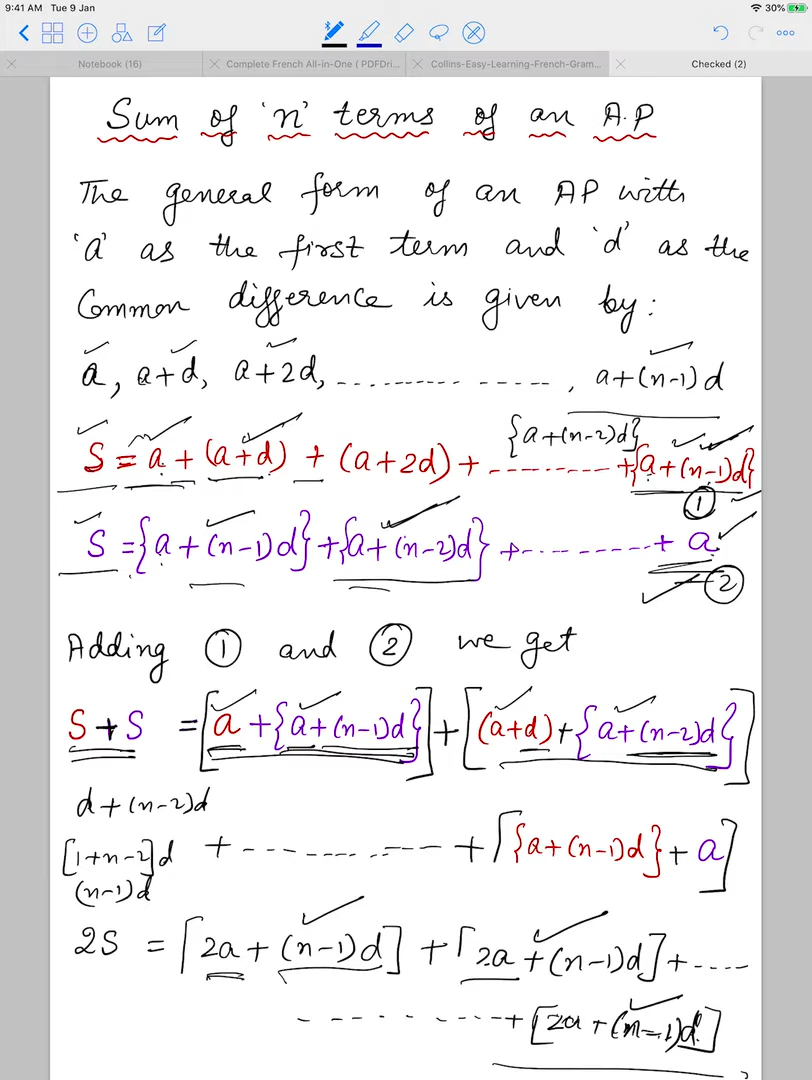 9:41 AM Tue 9 Jan
30%
Notebook (16)
Complete French All-in-One ( PDFDri...
Collins-Easy-Learning-French-Gram...
Checked (2)
Sum of 'n' terms of an A.P
The general form of an AP with
'a' as the first term and 'd' as the
Common difference is given by:
a, a+d, a+2d, ..................., a+(n-1)d
{a+(n-2)d}
S = a + (a+d) + (a+2d) + ......... + {a+(n-1)d}
①
S = {a+(n-1)d} + {a+(n-2)d} + ......... + a
②
Adding ① and ② we get
S + S = [a + {a+(n-1)d}] + [(a+d) + {a+(n-2)d}]
d+(n-2)d
[1+n-2]d + ............ + [{a+(n-1)d} + a]
(n-1)d
2S = [2a + (n-1)d] + [2a + (n-1)d] + ....
......... + [2a + (n-1)d]